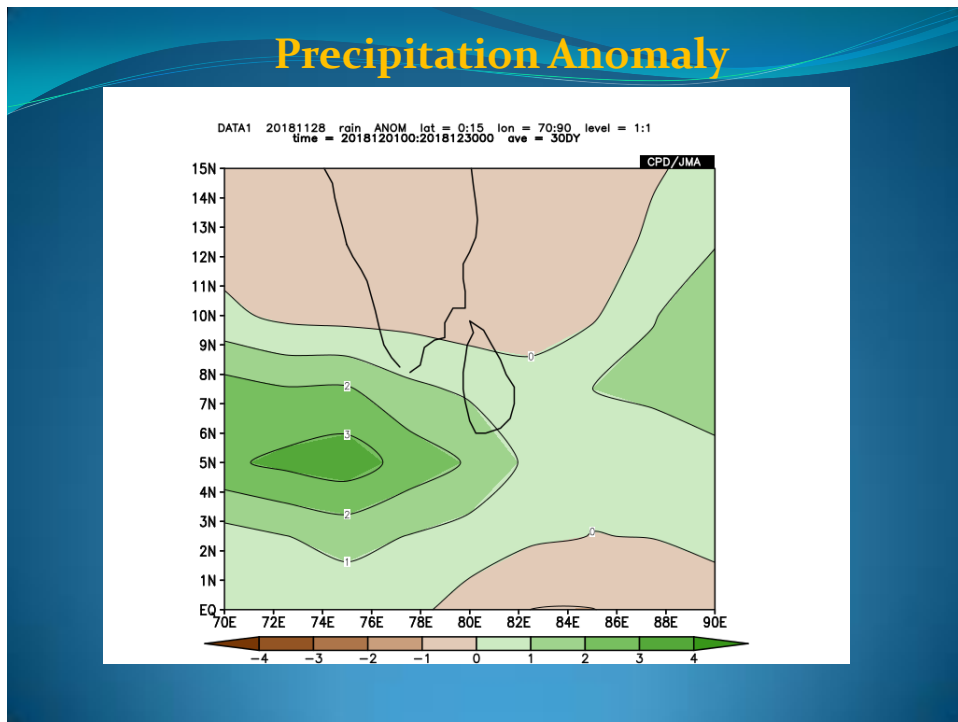 Precipitation Anomaly
DATA1 20181128 rain ANOM lat = 0:15 lon = 70:90 level = 1:1
time = 2018120100:2018123000 ave = 30DY
CPD/JMA
15N
14N
13N
12N
11N
10N
9N
0
8N
2
7N
6N
3
5N
4N
2
3N
0
2N
1
1N
EQ
70E 72E 74E 76E 78E 80E 82E 84E 86E 88E 90E
−4 −3 −2 −1 0 1 2 3 4